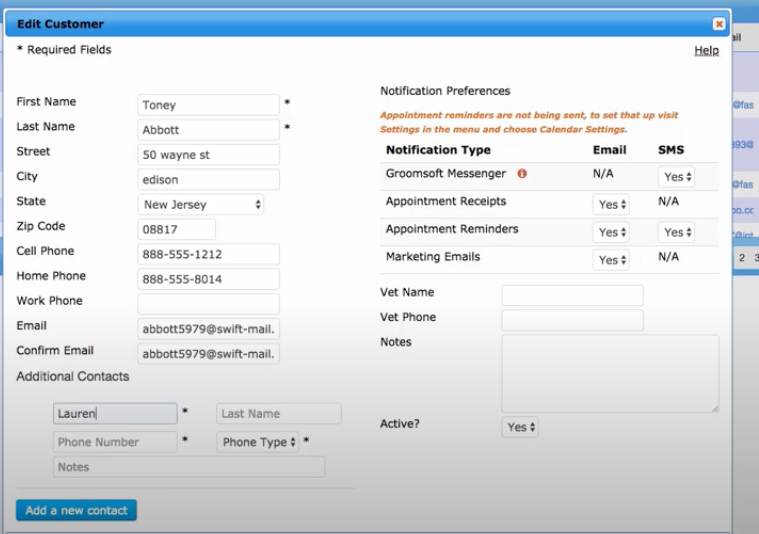 Edit Customer
* Required Fields
Help
First Name Toney *
Last Name Abbott *
Street 50 wayne st
City edison
State New Jersey
Zip Code 08817
Cell Phone 888-555-1212
Home Phone 888-555-8014
Work Phone
Email abbott5979@swift-mail.
Confirm Email abbott5979@swift-mail.
Additional Contacts
Lauren * Last Name
Phone Number * Phone Type *
Notes
Add a new contact
Notification Preferences
Appointment reminders are not being sent, to set that up visit
Settings in the menu and choose Calendar Settings.
Notification Type Email SMS
Groomsoft Messenger N/A Yes
Appointment Receipts Yes N/A
Appointment Reminders Yes Yes
Marketing Emails Yes N/A
Vet Name
Vet Phone
Notes
Active? Yes
ail
@fas
@fas
2 3